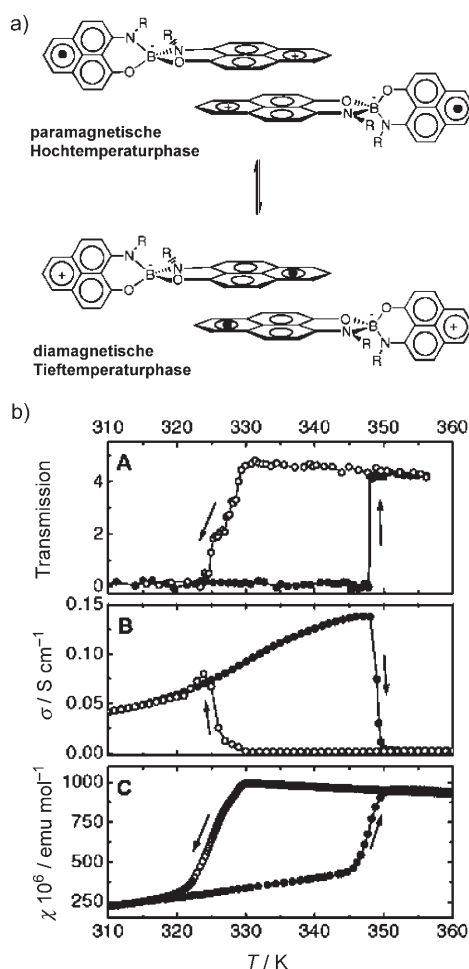 a)
R
N
B
-
O
R
N
O
+
paramagnetische
Hochtemperaturphase
+
O
N
B
-
O
N
R
R
R
N
B
-
O
R
N
O
+
diamagnetische
Tieftemperaturphase
O
N
B
-
O
N
R
R
+
b)
310 320 330 340 350 360
A
Transmission
4
2
0
B
σ / S cm⁻¹
0.15
0.10
0.05
0.00
C
χ 10⁶ / emu mol⁻¹
1000
750
500
250
310 320 330 340 350 360
T / K